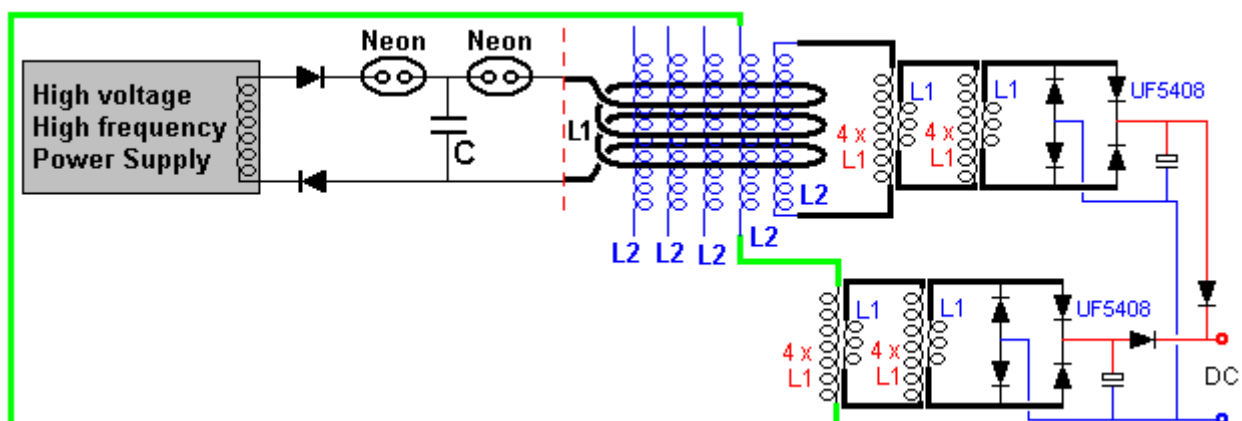 Neon
Neon
High voltage
High frequency
Power Supply
C
L1
L2
L2
L2
L2
L2
4 x
L1
L1
4 x
L1
L1
UF5408
4 x
L1
L1
4 x
L1
L1
UF5408
DC